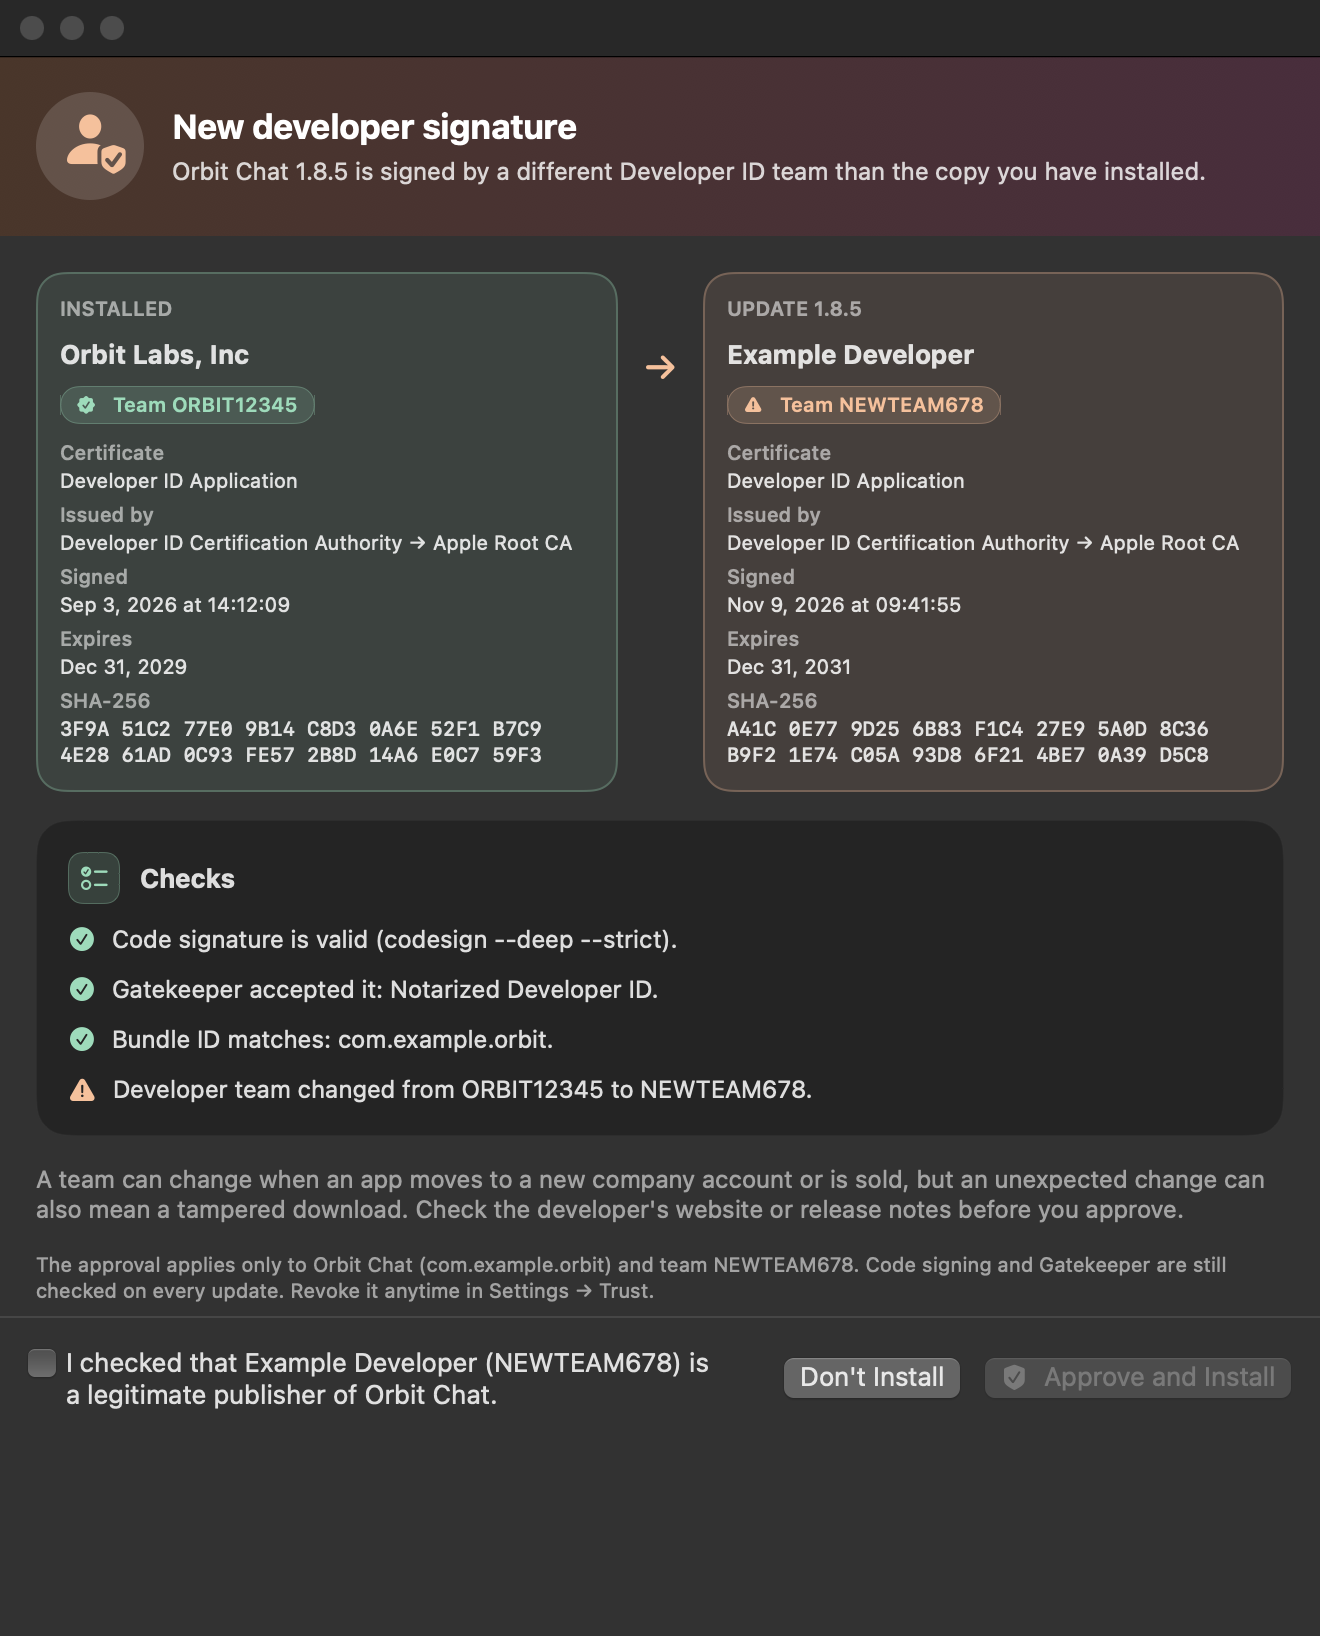 New developer signature
Orbit Chat 1.8.5 is signed by a different Developer ID team than the copy you have installed.
INSTALLED
Orbit Labs, Inc
Team ORBIT12345
Certificate
Developer ID Application
Issued by
Developer ID Certification Authority → Apple Root CA
Signed
Sep 3, 2026 at 14:12:09
Expires
Dec 31, 2029
SHA-256
3F9A 51C2 77E0 9B14 C8D3 0A6E 52F1 B7C9
4E28 61AD 0C93 FE57 2B8D 14A6 E0C7 59F3
UPDATE 1.8.5
Example Developer
Team NEWTEAM678
Certificate
Developer ID Application
Issued by
Developer ID Certification Authority → Apple Root CA
Signed
Nov 9, 2026 at 09:41:55
Expires
Dec 31, 2031
SHA-256
A41C 0E77 9D25 6B83 F1C4 27E9 5A0D 8C36
B9F2 1E74 C05A 93D8 6F21 4BE7 0A39 D5C8
Checks
Code signature is valid (codesign --deep --strict).
Gatekeeper accepted it: Notarized Developer ID.
Bundle ID matches: com.example.orbit.
Developer team changed from ORBIT12345 to NEWTEAM678.
A team can change when an app moves to a new company account or is sold, but an unexpected change can
also mean a tampered download. Check the developer's website or release notes before you approve.
The approval applies only to Orbit Chat (com.example.orbit) and team NEWTEAM678. Code signing and Gatekeeper are still
checked on every update. Revoke it anytime in Settings → Trust.
I checked that Example Developer (NEWTEAM678) is
a legitimate publisher of Orbit Chat.
Don't Install
Approve and Install